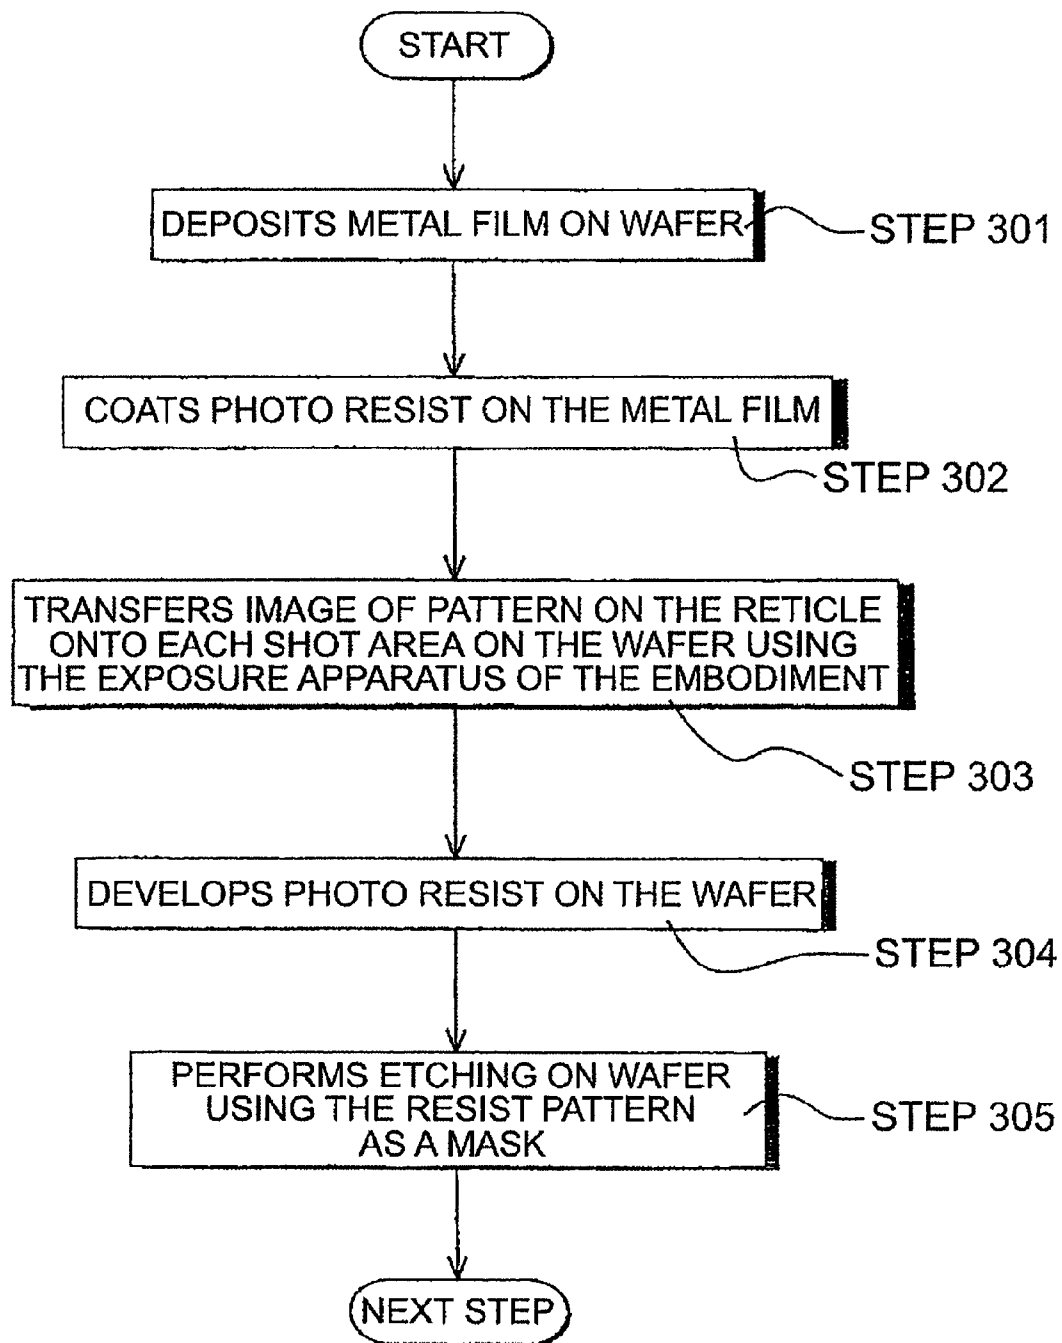 START
DEPOSITS METAL FILM ON WAFER
STEP 301
COATS PHOTO RESIST ON THE METAL FILM
STEP 302
TRANSFERS IMAGE OF PATTERN ON THE RETICLE
ONTO EACH SHOT AREA ON THE WAFER USING
THE EXPOSURE APPARATUS OF THE EMBODIMENT
STEP 303
DEVELOPS PHOTO RESIST ON THE WAFER
STEP 304
PERFORMS ETCHING ON WAFER
USING THE RESIST PATTERN
AS A MASK
STEP 305
NEXT STEP